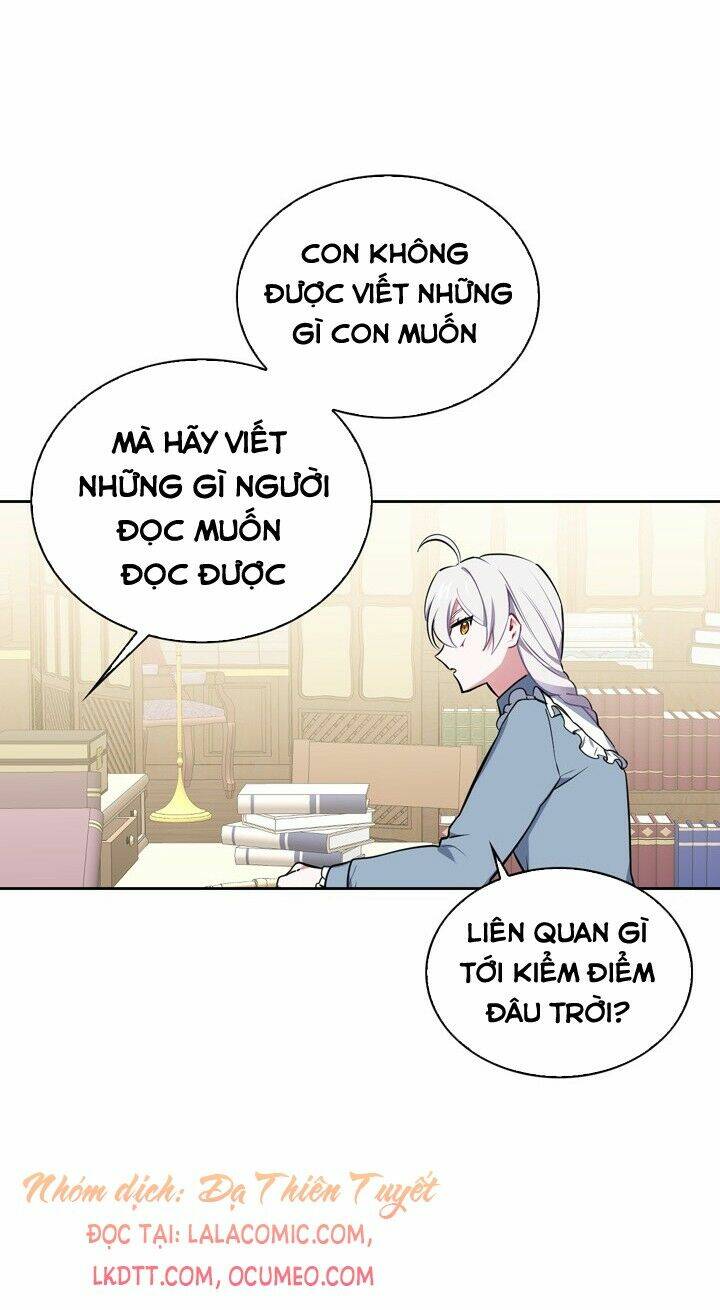 CON KHÔNG
ĐƯỢC VIẾT NHỮNG
GÌ CON MUỐN
MÀ HÃY VIẾT
NHỮNG GÌ NGƯỜI
ĐỌC MUỐN
ĐỌC ĐƯỢC
LIÊN QUAN GÌ
TỚI KIỂM ĐIỂM
ĐÂU TRỜI?
Nhóm dịch: Dạ Thiên Tuyết
ĐỌC TẠI: LALACOMIC.COM,
LKDTT.COM, OCUMEO.COM